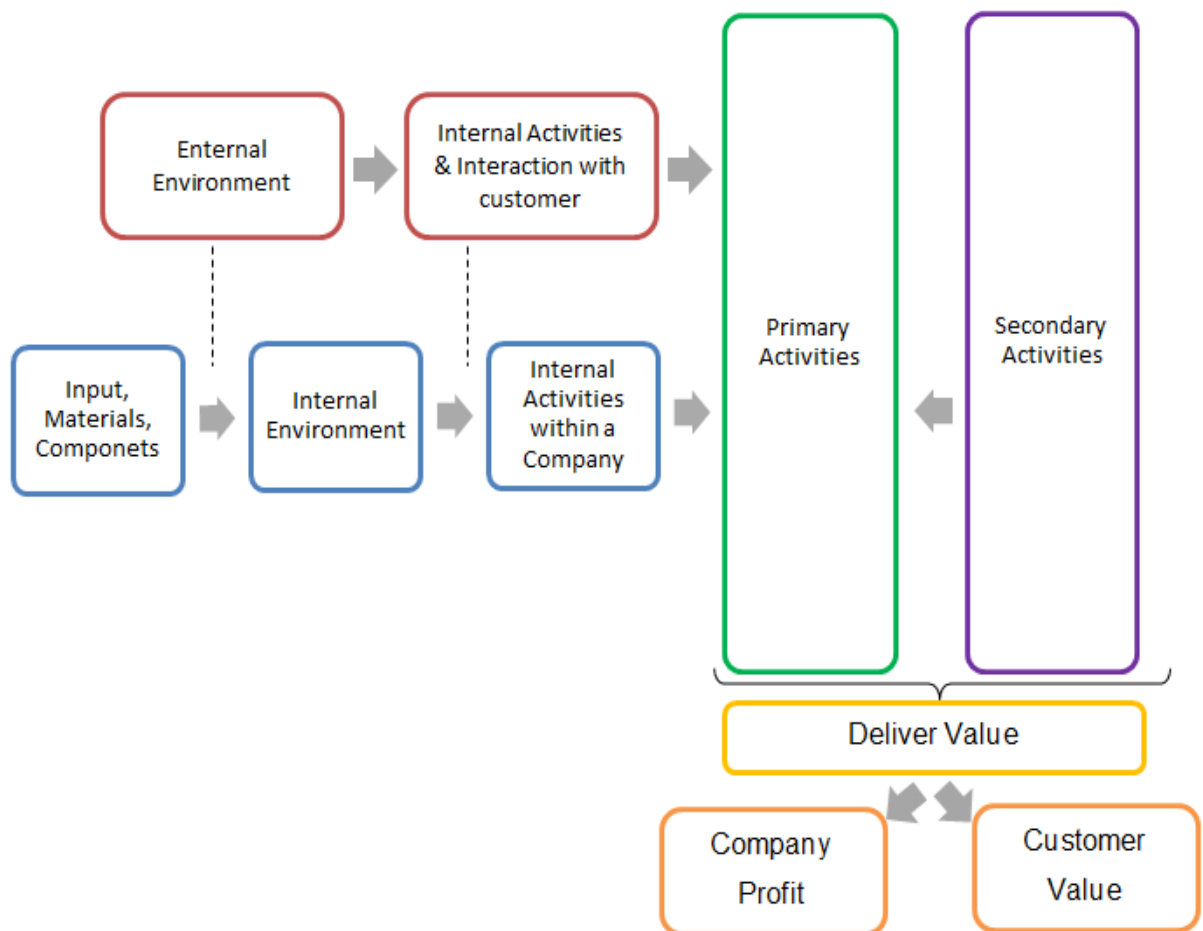 Enternal
Environment
Internal Activities
& Interaction with
customer
Input,
Materials,
Componets
Internal
Environment
Internal
Activities
within a
Company
Primary
Activities
Secondary
Activities
Deliver Value
Company
Profit
Customer
Value